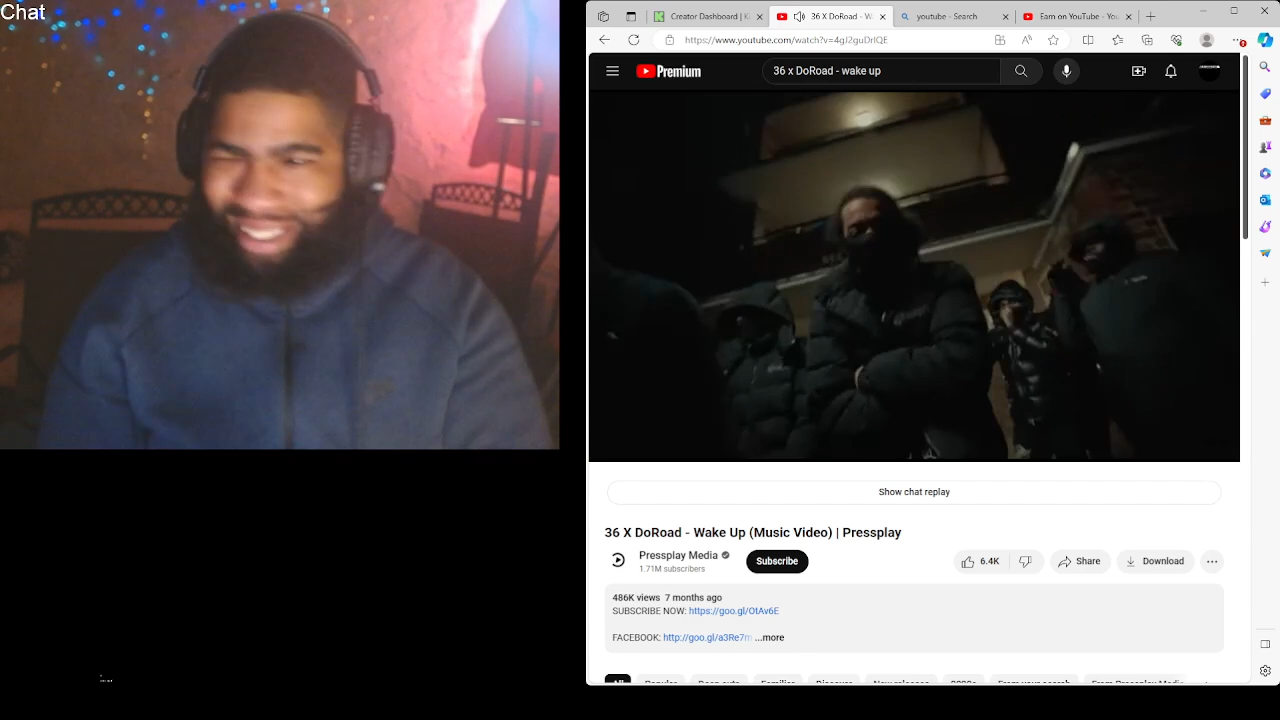 Chat
Creator Dashboard | Ki
36 X DoRoad - W
youtube - Search
Earn on YouTube - You
https://www.youtube.com/watch?v=4gJ2guDrIQE
Premium
36 x DoRoad - wake up
Show chat replay
36 X DoRoad - Wake Up (Music Video) | Pressplay
Pressplay Media
1.71M subscribers
Subscribe
6.4K
Share
Download
486K views 7 months ago
SUBSCRIBE NOW: https://goo.gl/OtAv6E
FACEBOOK: http://goo.gl/a3Re7m ...more